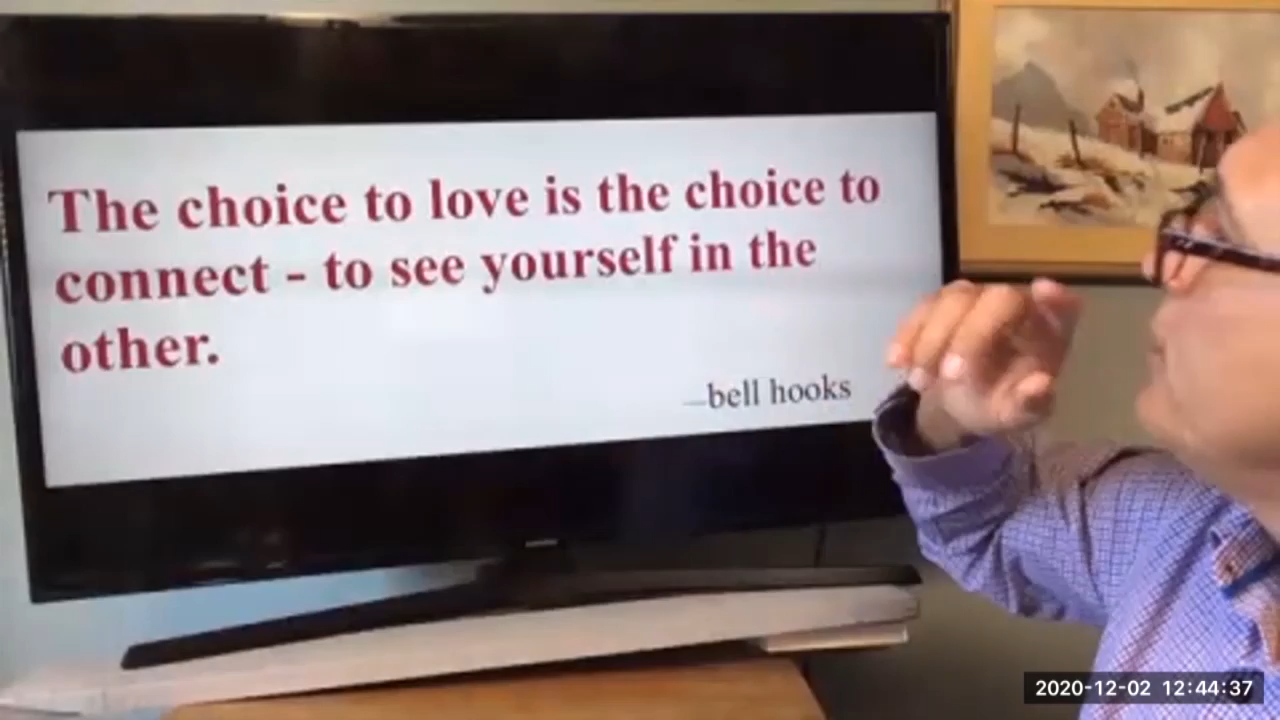 The choice to love is the choice to
connect - to see yourself in the
other.
—bell hooks
2020-12-02 12:44:37